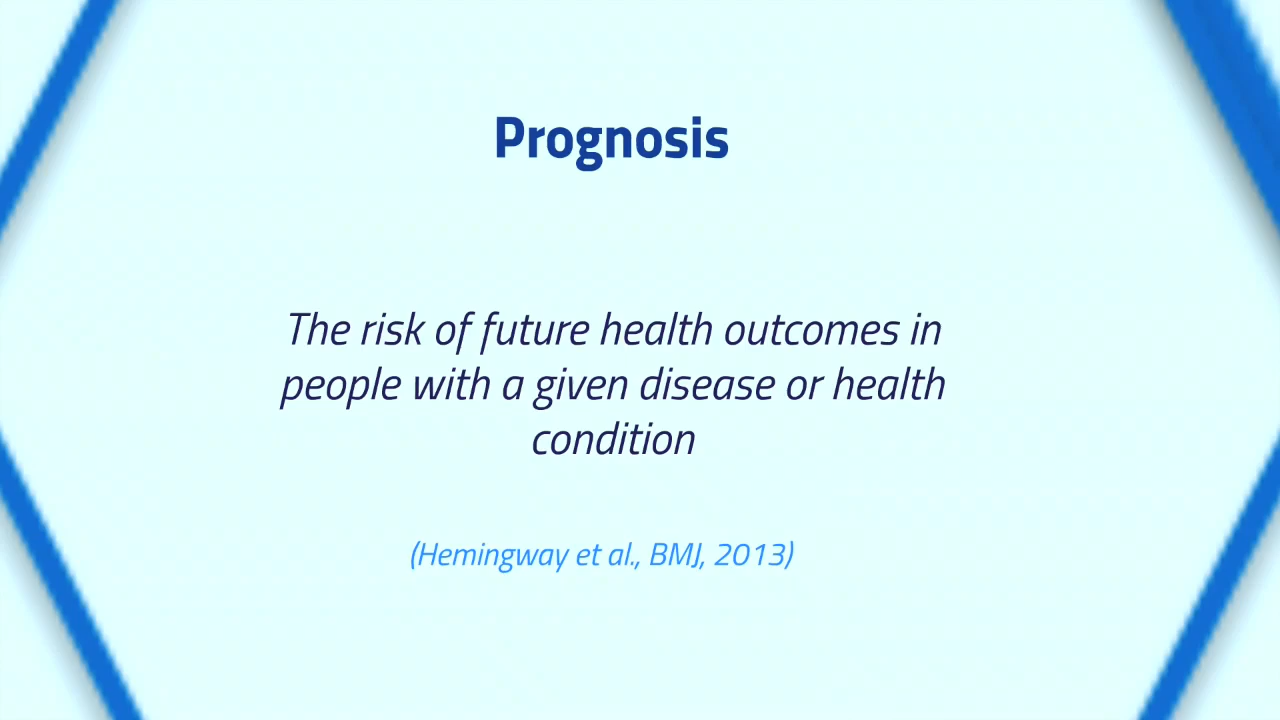 Prognosis
The risk of future health outcomes in
people with a given disease or health
condition
(Hemingway et al., BMJ, 2013)